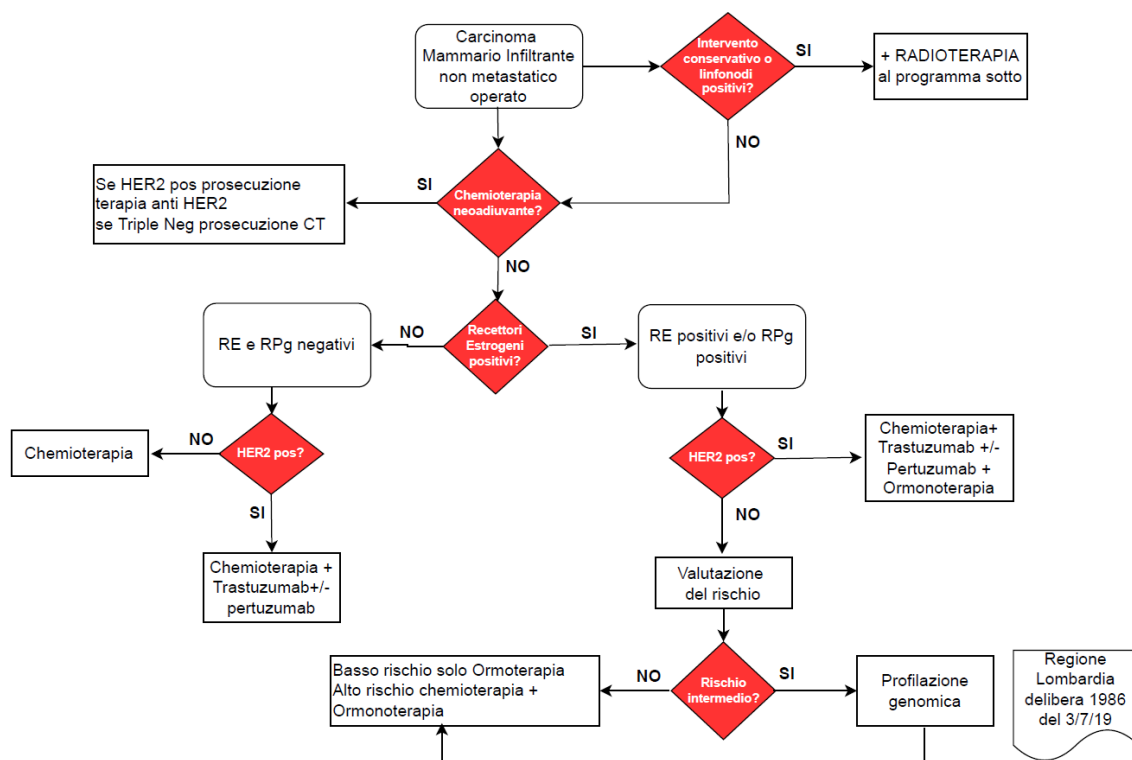 Carcinoma
Mammario Infiltrante
non metastatico
operato
Intervento
conservativo o
linfonodi
positivi?
SI
+ RADIOTERAPIA
al programma sotto
NO
Chemioterapia
neoadiuvante?
SI
Se HER2 pos prosecuzione
terapia anti HER2
se Triple Neg prosecuzione CT
NO
Recettori
Estrogeni
positivi?
NO
RE e RPg negativi
SI
RE positivi e/o RPg
positivi
HER2 pos?
NO
Chemioterapia
SI
Chemioterapia +
Trastuzumab+/-
pertuzumab
HER2 pos?
SI
Chemioterapia+
Trastuzumab +/-
Pertuzumab +
Ormonoterapia
NO
Valutazione
del rischio
Rischio
intermedio?
NO
Basso rischio solo Ormoterapia
Alto rischio chemioterapia +
Ormonoterapia
SI
Profilazione
genomica
Regione
Lombardia
delibera 1986
del 3/7/19